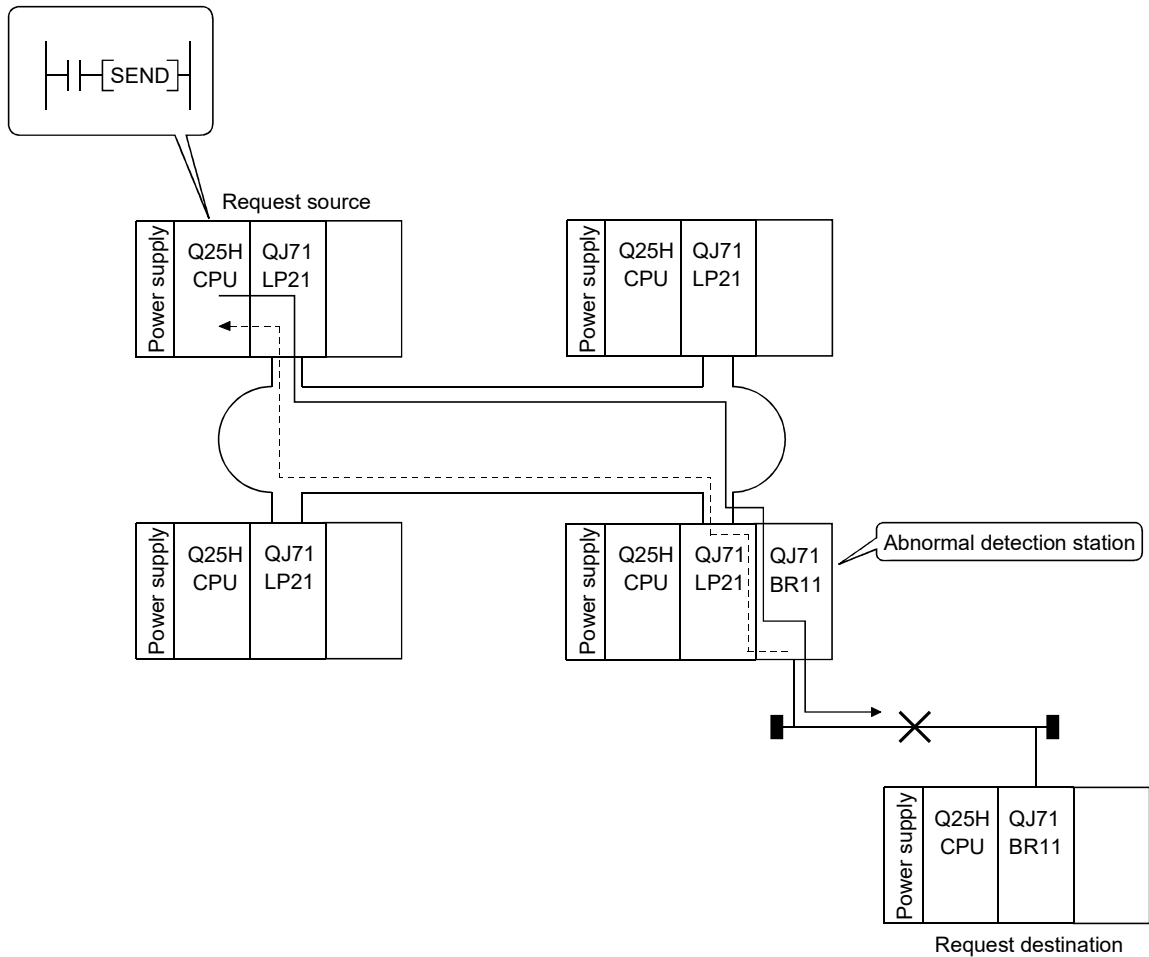 SEND
Request source
Power supply
Q25H
CPU
QJ71
LP21
Power supply
Q25H
CPU
QJ71
LP21
Power supply
Q25H
CPU
QJ71
LP21
Power supply
Q25H
CPU
QJ71
LP21
QJ71
BR11
Abnormal detection station
Power supply
Q25H
CPU
QJ71
BR11
Request destination